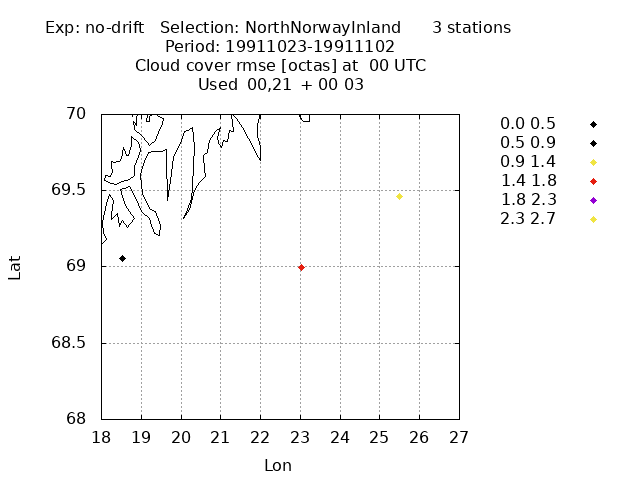 Exp: no-drift   Selection: NorthNorwayInland      3 stations
Period: 19911023-19911102
Cloud cover rmse [octas] at  00 UTC
Used  00,21  + 00 03
0.0 0.5
0.5 0.9
0.9 1.4
1.4 1.8
1.8 2.3
2.3 2.7
Lat
70
69.5
69
68.5
68
18 19 20 21 22 23 24 25 26 27
Lon